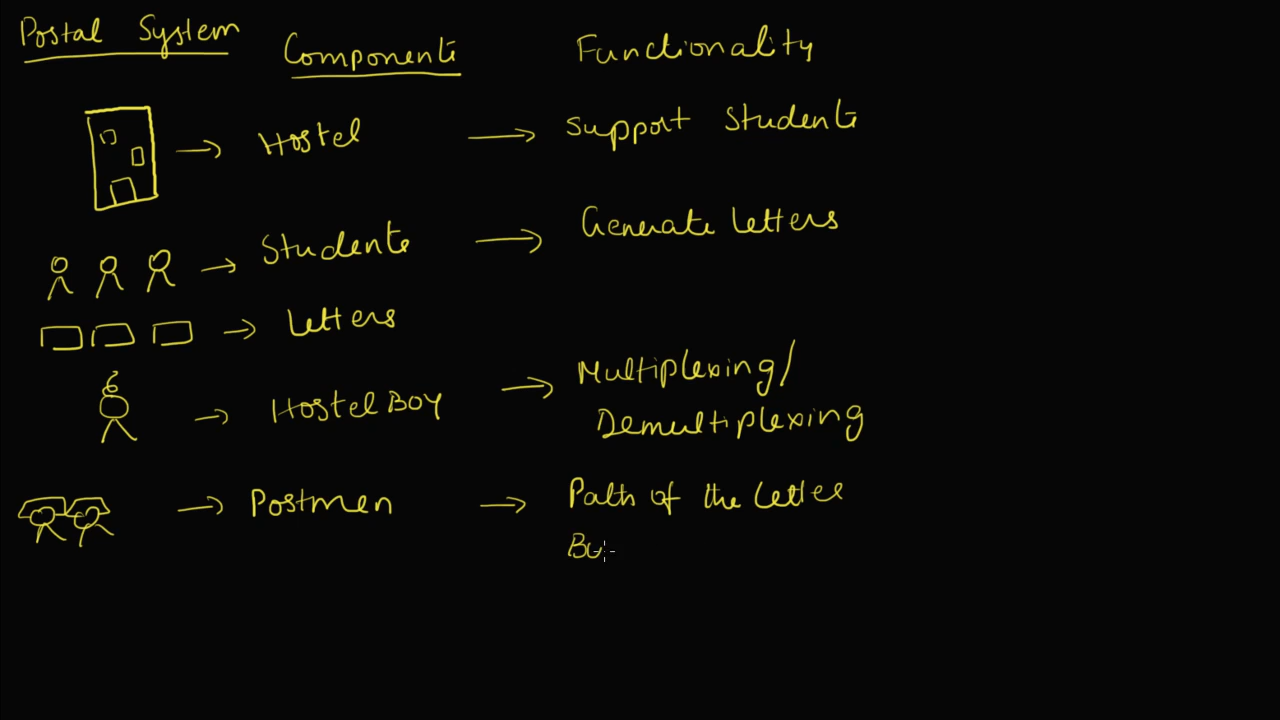 Postal System
Components
Functionality
Hostel
Support Students
Students
Generate letters
Letters
Hostel Boy
Multiplexing/
Demultiplexing
Postmen
Path of the letter
Bu